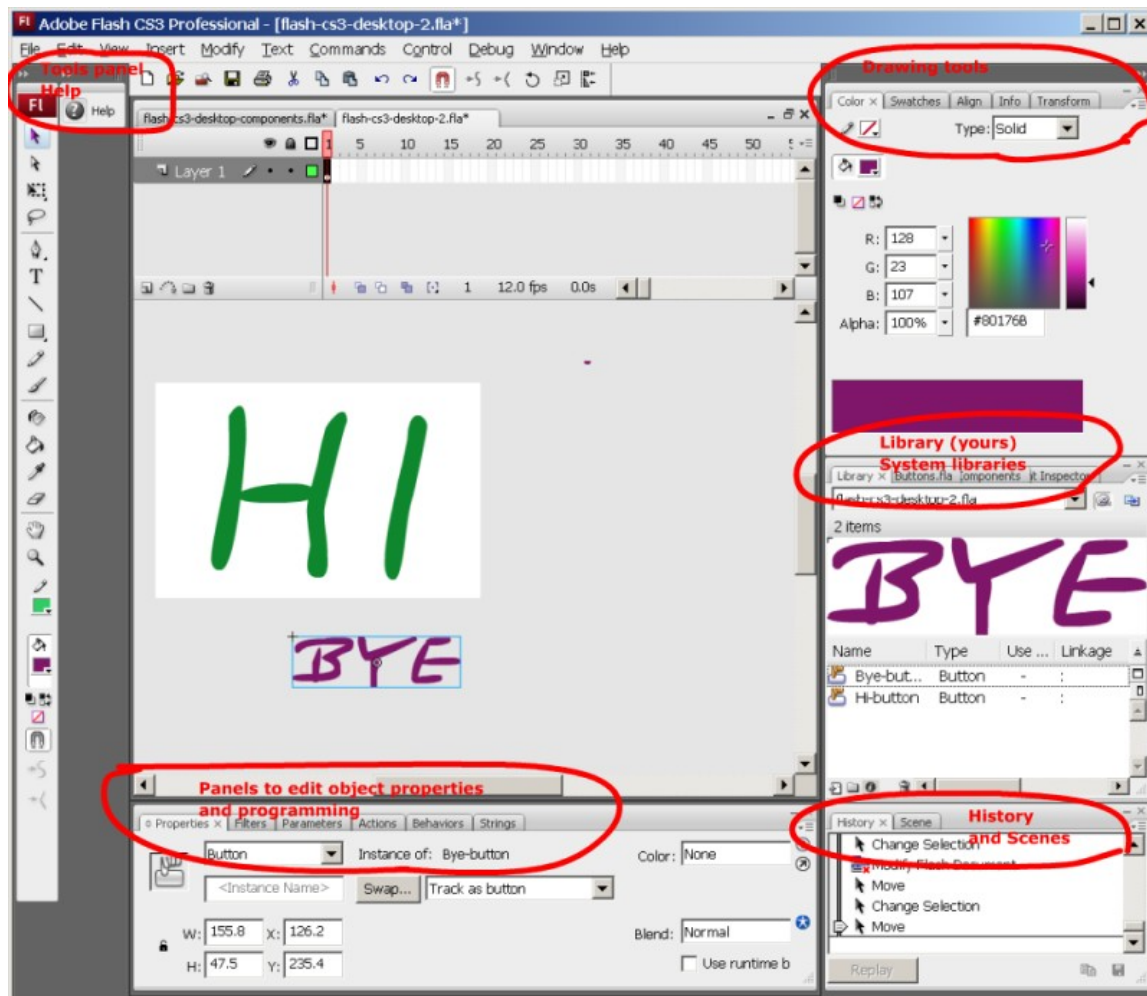 Adobe Flash CS3 Professional - [flash-cs3-desktop-2.fla*]
File Edit View Insert Modify Text Commands Control Debug Window Help
Tools panel
Help
Fl
Help
flash-cs3-desktop-components.fla* flash-cs3-desktop-2.fla*
1 5 10 15 20 25 30 35 40 45 50
Layer 1
1 12.0 fps 0.0s
HI
BYE
Panels to edit object properties
and programming
Properties Filters Parameters Actions Behaviors Strings
Button Instance of: Bye-button Color: None
<Instance Name> Swap... Track as button
W: 155.8 X: 126.2 Blend: Normal
H: 47.5 Y: 235.4 Use runtime b
Drawing tools
Color Swatches Align Info Transform
Type: Solid
R: 128
G: 23
B: 107
Alpha: 100% #80176B
Library (yours)
System libraries
Library Buttons.fla Components it Inspector
flash-cs3-desktop-2.fla
2 items
BYE
Name Type Use ... Linkage
Bye-but... Button - :
Hi-button Button - :
History
and Scenes
History Scene
Change Selection
Modify Flash Document
Move
Change Selection
Move
Replay